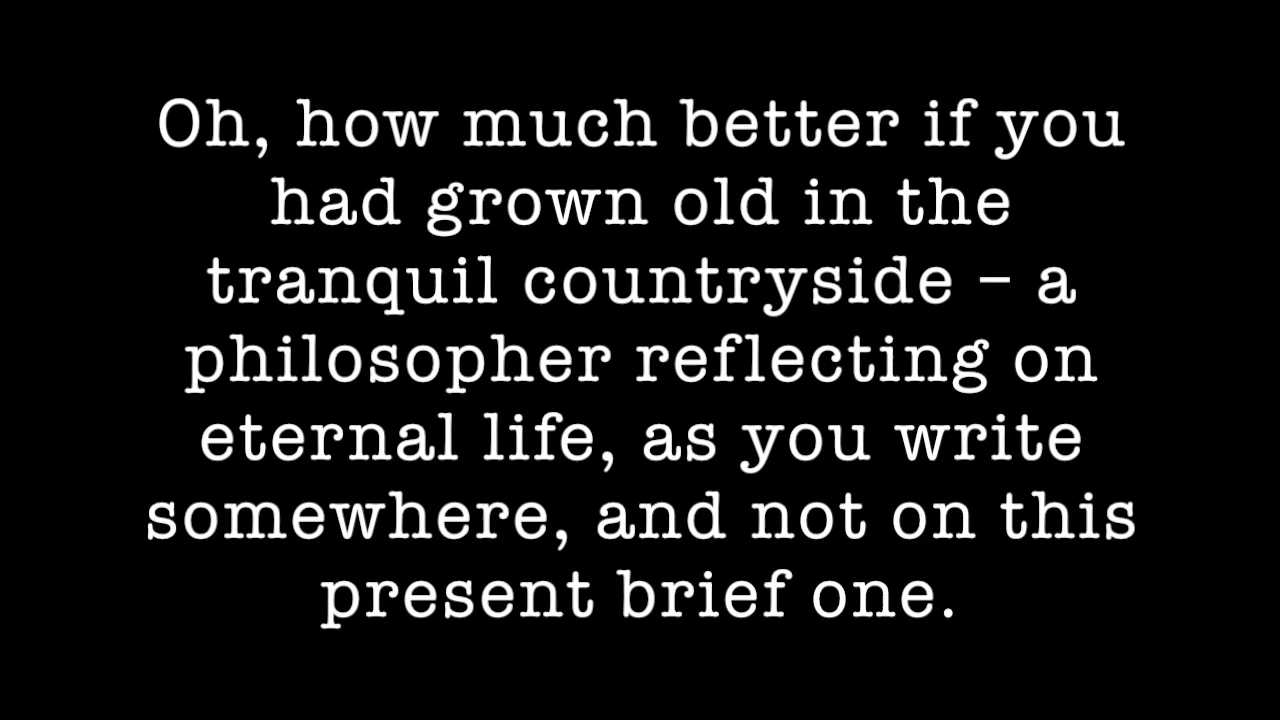 Oh, how much better if you
had grown old in the
tranquil countryside – a
philosopher reflecting on
eternal life, as you write
somewhere, and not on this
present brief one.